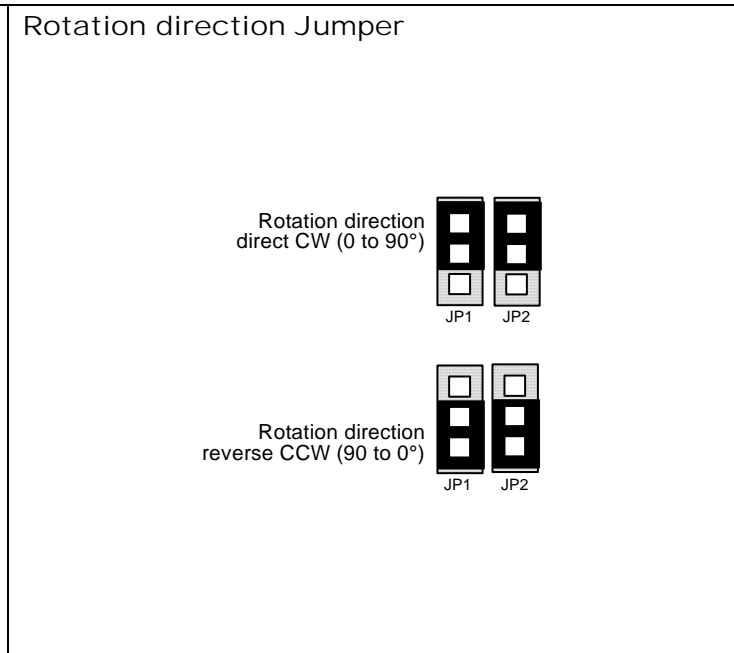 Rotation direction Jumper
Rotation direction
direct CW (0 to 90°)
JP1 JP2
Rotation direction
reverse CCW (90 to 0°)
JP1 JP2